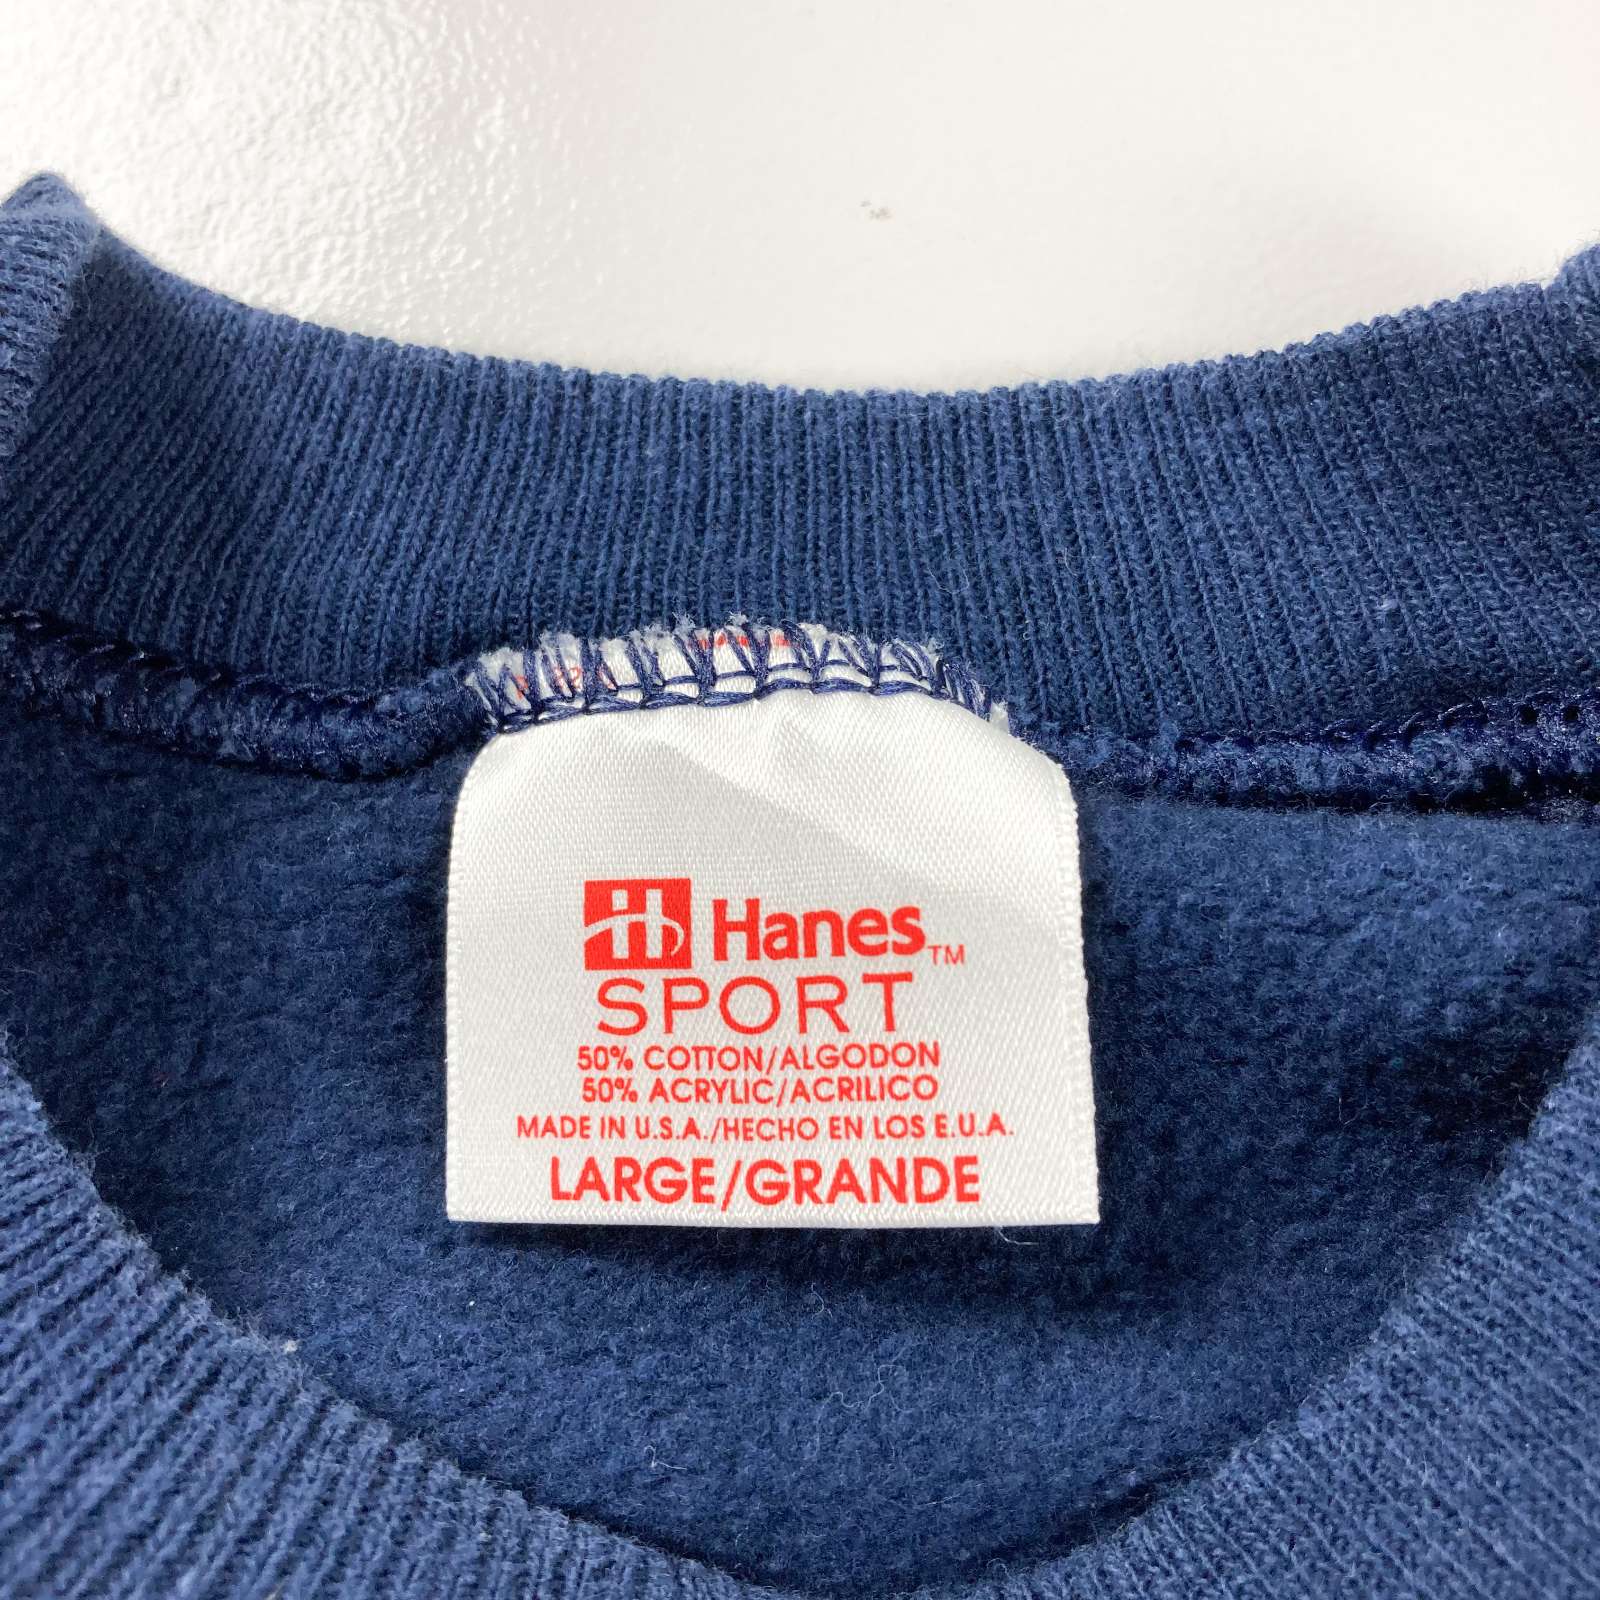 Hanes™
SPORT
50% COTTON/ALGODON
50% ACRYLIC/ACRILICO
MADE IN U.S.A./HECHO EN LOS E.U.A.
LARGE/GRANDE